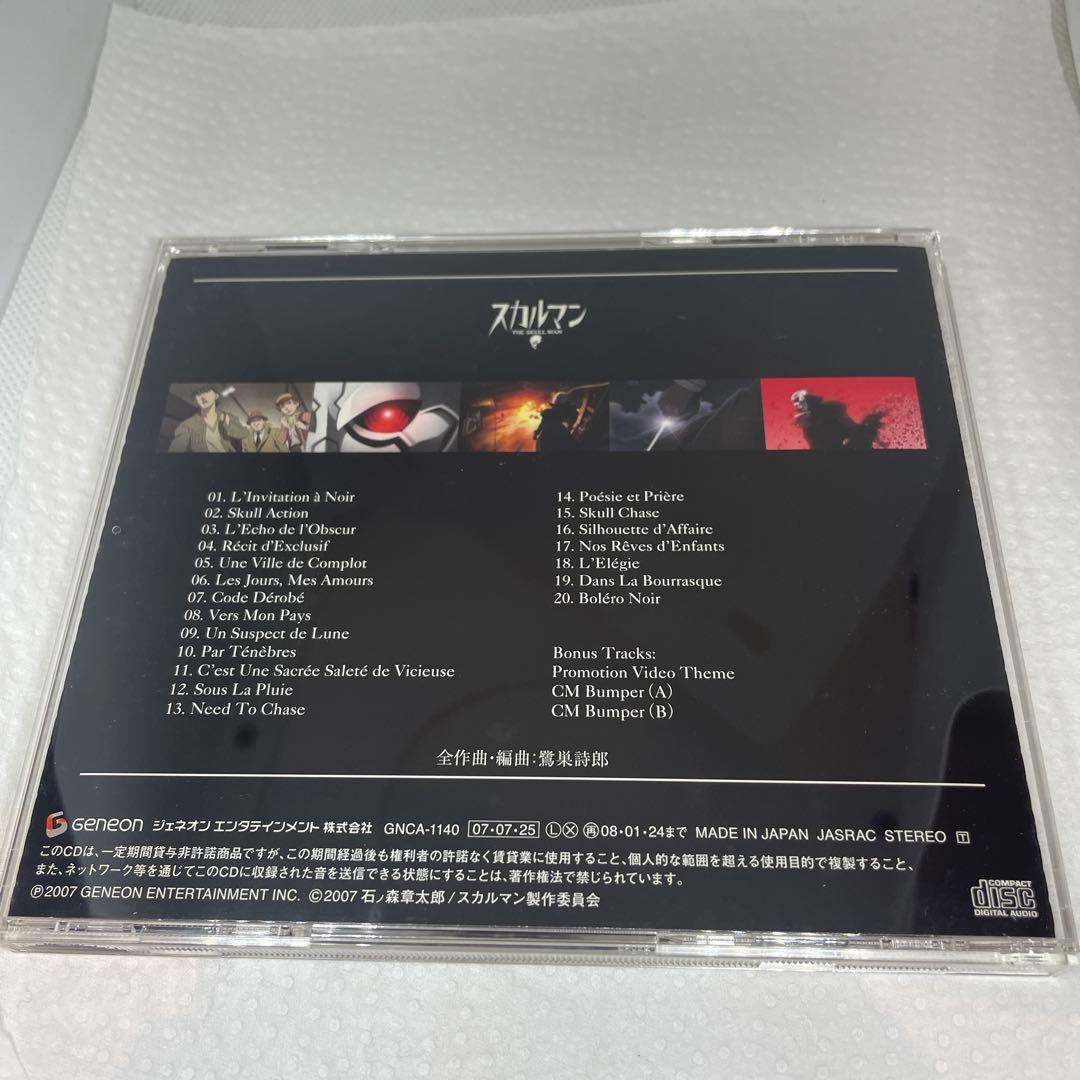 スカルマン
THE SKULL MAN
01. L'Invitation à Noir
02. Skull Action
03. L'Echo de l'Obscur
04. Récit d'Exclusif
05. Une Ville de Complot
06. Les Jours, Mes Amours
07. Code Dérobé
08. Vers Mon Pays
09. Un Suspect de Lune
10. Par Ténèbres
11. C'est Une Sacrée Saleté de Vicieuse
12. Sous La Pluie
13. Need To Chase
14. Poésie et Prière
15. Skull Chase
16. Silhouette d'Affaire
17. Nos Rêves d'Enfants
18. L'Elégie
19. Dans La Bourrasque
20. Boléro Noir
Bonus Tracks:
Promotion Video Theme
CM Bumper (A)
CM Bumper (B)
全作曲・編曲:鷺巣詩郎
GENEON ジェネオン エンタテインメント 株式会社 GNCA-1140 07・07・25 Ⓛ Ⓧ 再 08・01・24まで MADE IN JAPAN JASRAC STEREO T
このCDは、一定期間貸与非許諾商品ですが、この期間経過後も権利者の許諾なく賃貸業に使用すること、個人的な範囲を超える使用目的で複製すること、
また、ネットワーク等を通じてこのCDに収録された音を送信できる状態にすることは、著作権法で禁じられています。
Ⓟ2007 GENEON ENTERTAINMENT INC. ©2007 石ノ森章太郎/スカルマン製作委員会
COMPACT
disc
DIGITAL AUDIO